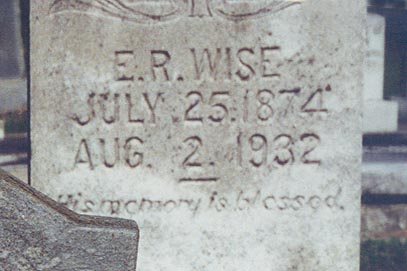 E.R. WISE
JULY 25. 1874
AUG. 2. 1932
His memory is blessed.